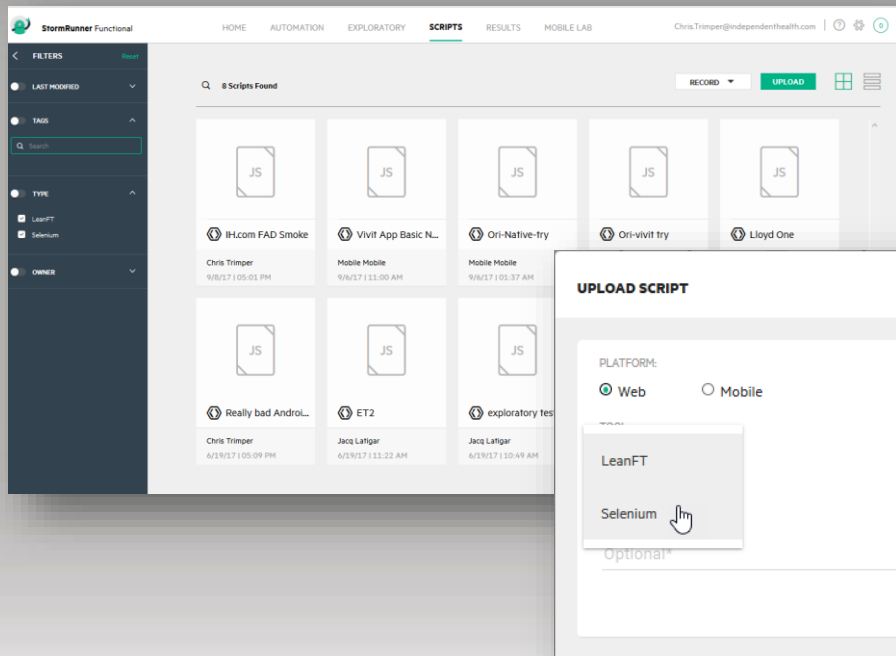 StormRunner Functional
HOME
AUTOMATION
EXPLORATORY
SCRIPTS
RESULTS
MOBILE LAB
Chris.Trimper@independenthealth.com
0
FILTERS
Reset
LAST MODIFIED
TAGS
Search
TYPE
LeanFT
Selenium
OWNER
8 Scripts Found
RECORD
UPLOAD
JS
IH.com FAD Smoke
Chris Trimper
9/8/17 | 05:01 PM
JS
Vivit App Basic N...
Mobile Mobile
9/6/17 | 11:00 AM
JS
Ori-Native-try
Mobile Mobile
9/6/17 | 01:37 AM
JS
Ori-vivit try
JS
Lloyd One
JS
Really bad Androi...
Chris Trimper
6/19/17 | 05:09 PM
JS
ET2
Jacq Latigar
6/19/17 | 11:22 AM
JS
exploratory tes
Jacq Latigar
6/19/17 | 10:49 AM
UPLOAD SCRIPT
PLATFORM:
Web
Mobile
LeanFT
Selenium
Optional*